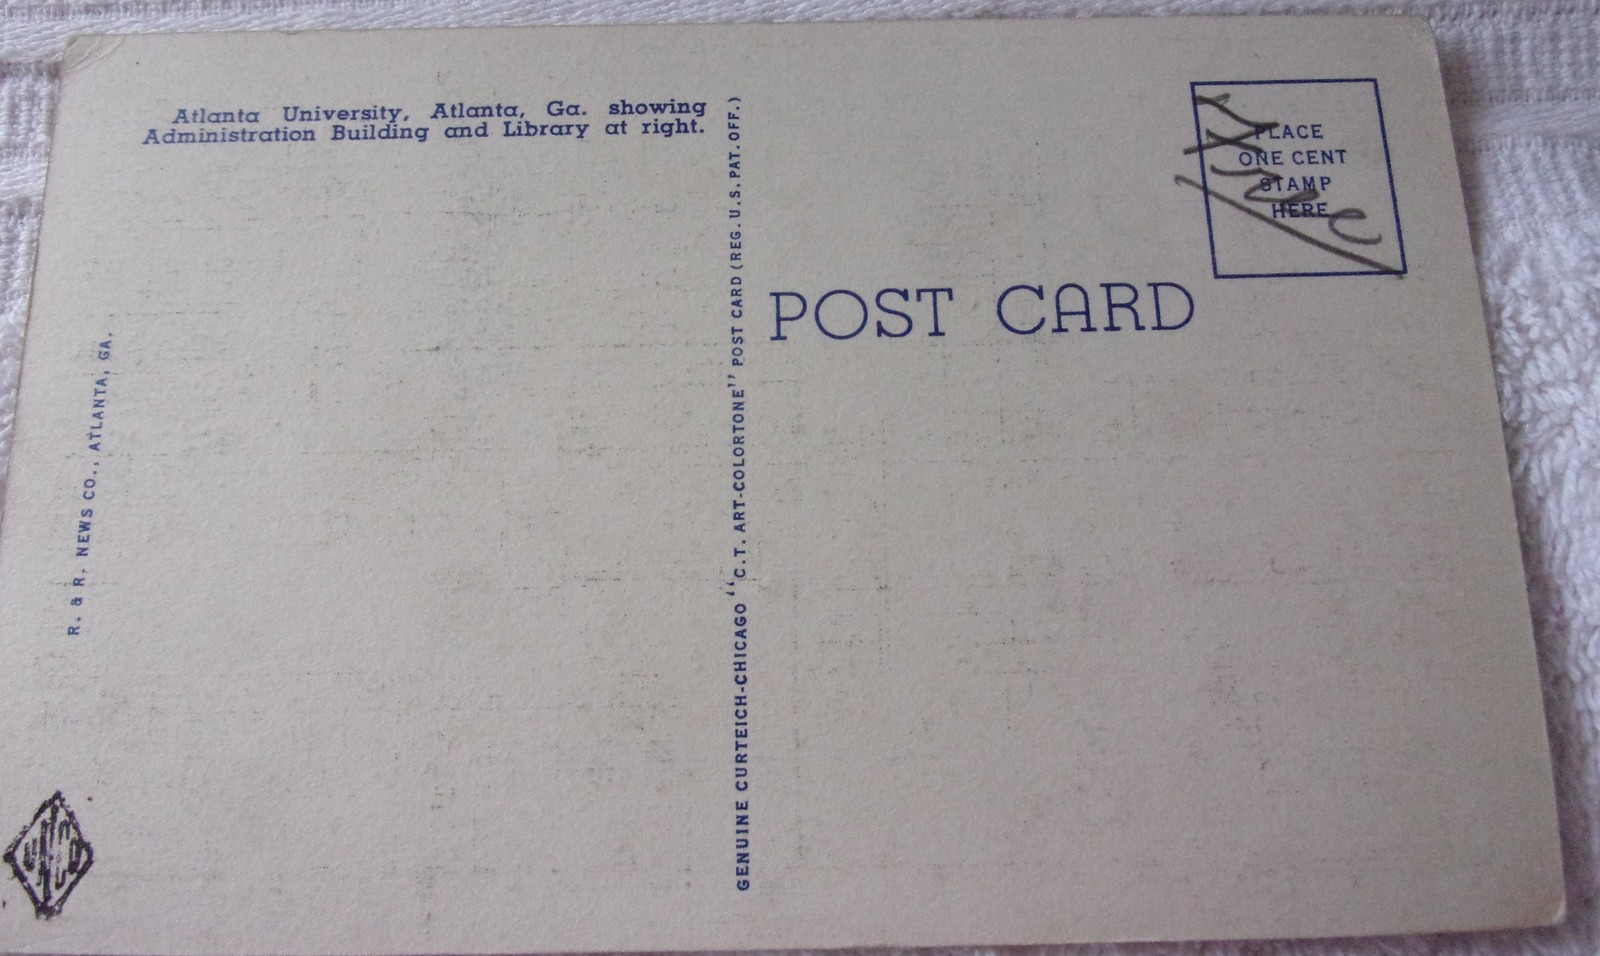 Atlanta University, Atlanta, Ga. showing
Administration Building and Library at right.
R. & R. NEWS CO., ATLANTA, GA.
GENUINE CURTEICH-CHICAGO "C. T. ART-COLORTONE" POST CARD (REG. U. S. PAT. OFF.)
PLACE
ONE CENT
STAMP
HERE
POST CARD